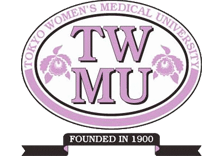 TOKYO WOMEN'S MEDICAL UNIVERSITY
TW
MU
FOUNDED IN 1900